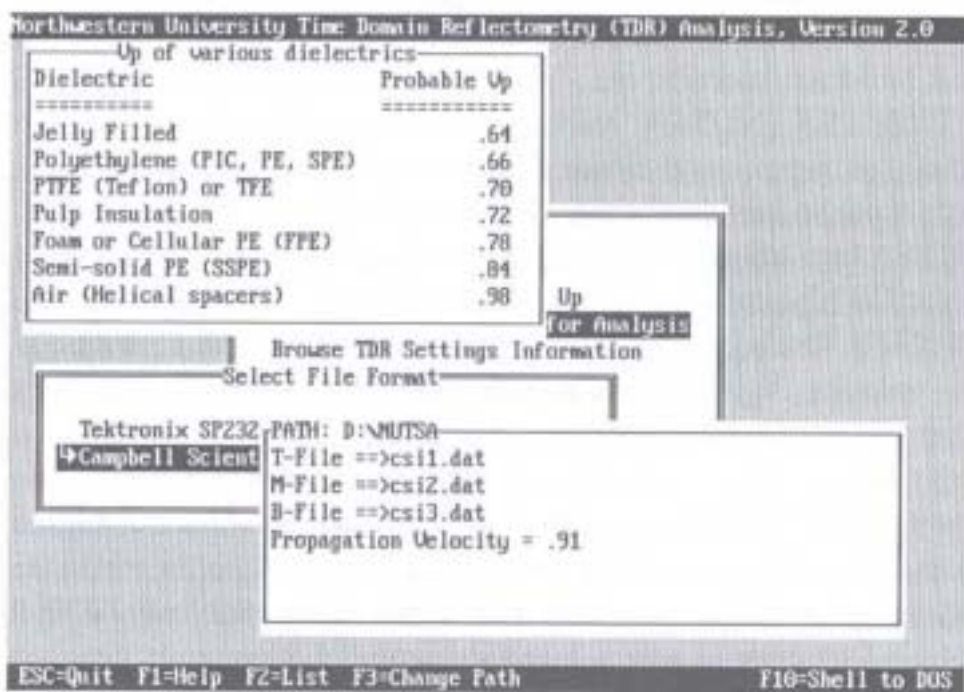 Northwestern University Time Domain Reflectometry (TDR) Analysis, Version 2.0
Vp of various dielectrics
Dielectric Probable Vp
========== ===========
Jelly Filled .64
Polyethylene (PIC, PE, SPE) .66
PTFE (Teflon) or TFE .70
Pulp Insulation .72
Foam or Cellular PE (FPE) .78
Semi-solid PE (SSPE) .84
Air (Helical spacers) .98
Vp
for Analysis
Browse TDR Settings Information
Select File Format
Tektronix SP232
Campbell Scient
PATH: D:\NUTSA
T-File ==>csi1.dat
M-File ==>csi2.dat
B-File ==>csi3.dat
Propagation Velocity = .91
ESC=Quit F1=Help F2=List F3=Change Path F10=Shell to DOS